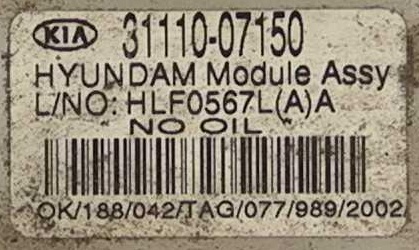 KIA 31110-07150
HYUNDAM Module Assy
L/NO: HLF0567L(A)A
NO OIL
OK/188/042/TAG/077/989/2002